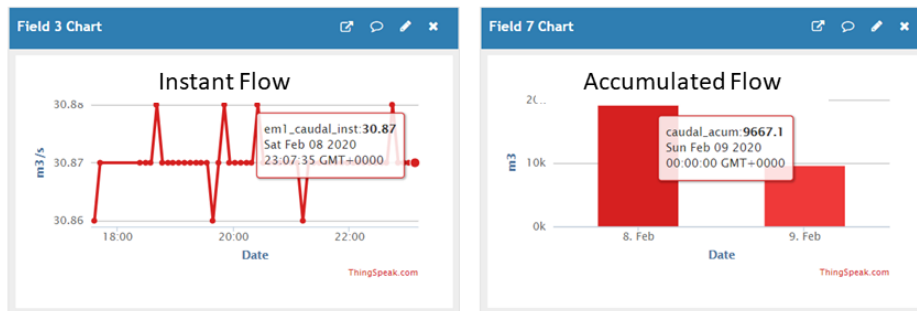 Field 3 Chart
Instant Flow
30.88
em1_caudal_inst:30.87
Sat Feb 08 2020
23:07:35 GMT+0000
30.87
m3/s
30.86
18:00
20:00
22:00
Date
ThingSpeak.com
Field 7 Chart
Accumulated Flow
caudal_acum:9667.1
Sun Feb 09 2020
00:00:00 GMT+0000
10k
m3
0k
8. Feb
9. Feb
Date
ThingSpeak.com